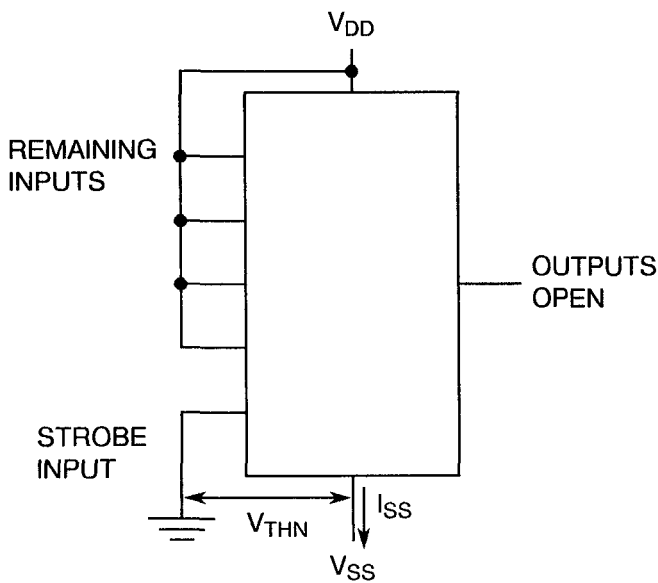 VDD
REMAINING
INPUTS
OUTPUTS
OPEN
STROBE
INPUT
VTHN
ISS
VSS